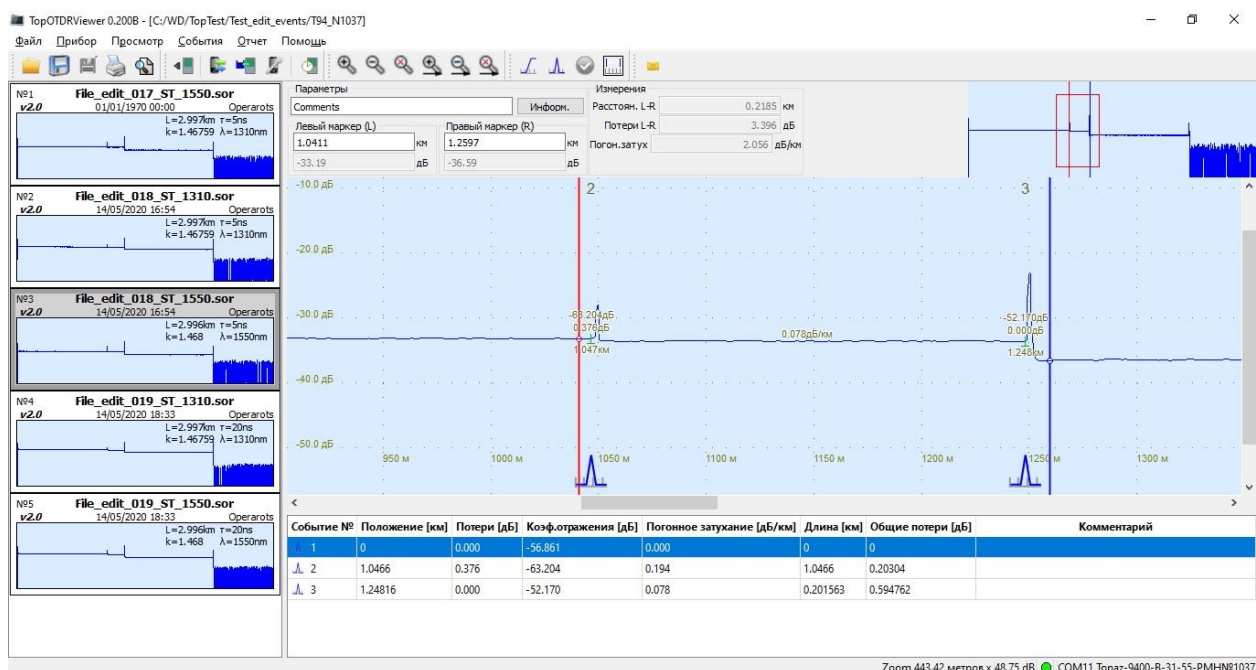 TopOTDRViewer 0.200B - [C:/WD/TopTest/Test_edit_events/T94_N1037]
Файл Прибор Просмотр События Отчет Помощь
№1 File_edit_017_ST_1550.sor
v2.0 01/01/1970 00:00 Operarots
L=2.997km τ=5ns
k=1.46759 λ=1310nm
№2 File_edit_018_ST_1310.sor
v2.0 14/05/2020 16:54 Operarots
L=2.997km τ=5ns
k=1.46759 λ=1310nm
№3 File_edit_018_ST_1550.sor
v2.0 14/05/2020 16:54 Operarots
L=2.996km τ=5ns
k=1.468 λ=1550nm
№4 File_edit_019_ST_1310.sor
v2.0 14/05/2020 18:33 Operarots
L=2.997km τ=20ns
k=1.46759 λ=1310nm
№5 File_edit_019_ST_1550.sor
v2.0 14/05/2020 18:33 Operarots
L=2.996km τ=20ns
k=1.468 λ=1550nm
Параметры
Comments Информ.
Левый маркер (L) Правый маркер (R)
1.0411 км 1.2597 км
-33.19 дБ -36.59 дБ
Измерения
Расстоян. L-R 0.2185 км
Потери L-R 3.396 дБ
Погон.затух 2.056 дБ/км
-10.0 дБ 2 3
-20.0 дБ
-30.0 дБ -63.204дБ -52.170дБ
0.376дБ 0.078дБ/км 0.000дБ
1.047км 1.248км
-40.0 дБ
-50.0 дБ
950 м 1000 м 1050 м 1100 м 1150 м 1200 м 1250 м 1300 м
Событие № Положение [км] Потери [дБ] Коэф.отражения [дБ] Погонное затухание [дБ/км] Длина [км] Общие потери [дБ] Комментарий
1 0 0.000 -56.861 0.000 0 0
2 1.0466 0.376 -63.204 0.194 1.0466 0.20304
3 1.24816 0.000 -52.170 0.078 0.201563 0.594762
Zoom 443.42 метров x 48.75 dB COM11 Topaz-9400-B-31-55-PMH№1037